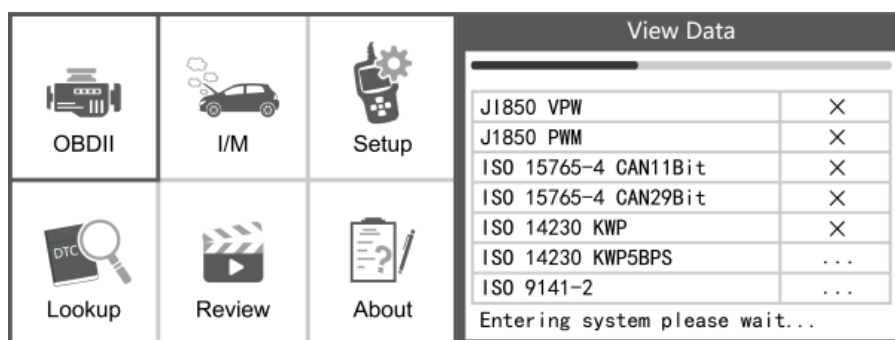 OBDII
I/M
Setup
DTC
Lookup
Review
About
View Data
JI850 VPW ×
J1850 PWM ×
ISO 15765-4 CAN11Bit ×
ISO 15765-4 CAN29Bit ×
ISO 14230 KWP ×
ISO 14230 KWP5BPS ...
ISO 9141-2 ...
Entering system please wait...